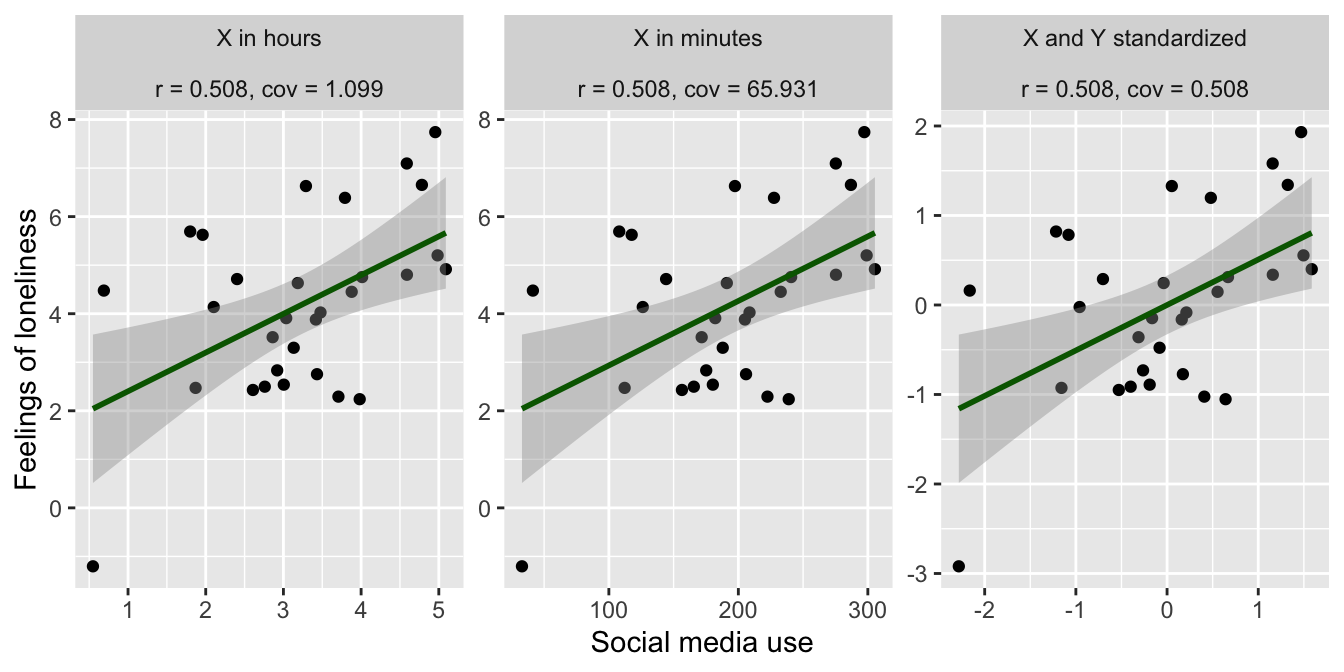 X in hours
r = 0.508, cov = 1.099
X in minutes
r = 0.508, cov = 65.931
X and Y standardized
r = 0.508, cov = 0.508
Feelings of loneliness
8
6
4
2
0
1 2 3 4 5
8
6
4
2
0
100 200 300
2
1
0
-1
-2
-3
-2 -1 0 1
Social media use